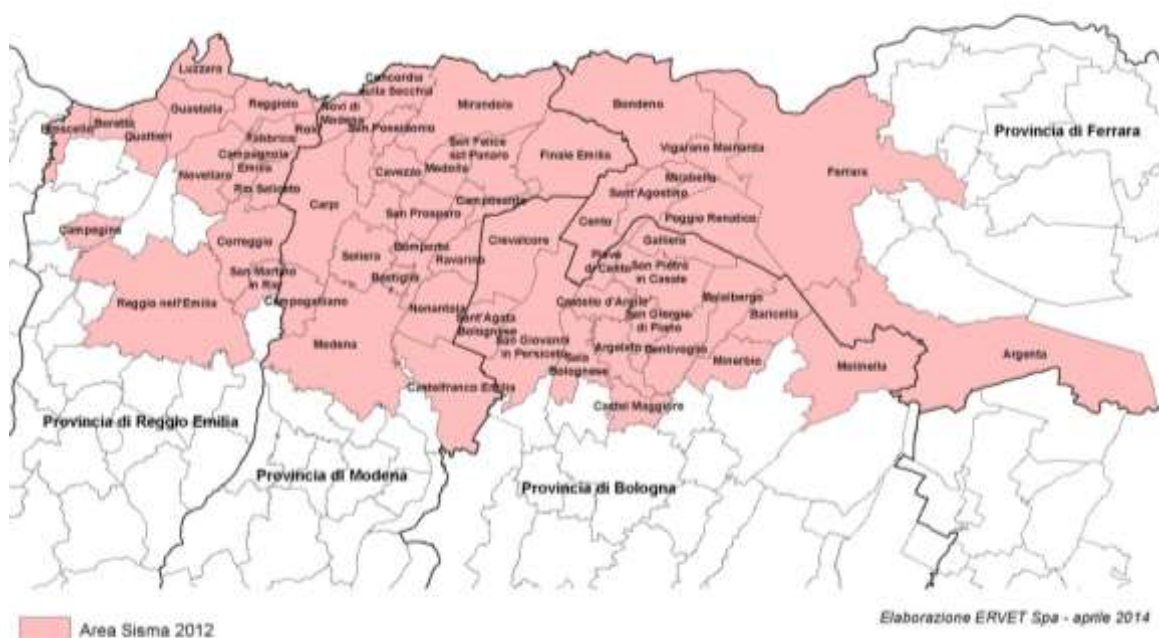 Luzzara
Concordia
sulla Secchia
Guastalla
Reggiolo
Novi di
Modena
Mirandola
Bondeno
Boretto
Brescello
Gualtieri
Fabbrico
Rolo
San Possidonio
Provincia di Ferrara
San Felice
sul Panaro
Finale Emilia
Vigarano Mainarda
Campagnola
Emilia
Novellara
Cavezzo
Medolla
Mirabello
Ferrara
Rio Saliceto
Sant'Agostino
Carpi
San Prospero
Camposanto
Cento
Poggio Renatico
Campegine
Correggio
Crevalcore
Galliera
Soliera
Bomporto
Ravarino
Pieve
di Cento
San Pietro
in Casale
San Martino
in Rio
Bastiglia
Reggio nell'Emilia
Campogalliano
Nonantola
Castello d'Argile
Malalbergo
Sant'Agata
Bolognese
San Giorgio
di Piano
Baricella
Modena
San Giovanni
in Persiceto
Sala
Bolognese
Argelato
Bentivoglio
Minerbio
Molinella
Argenta
Castelfranco Emilia
Castel Maggiore
Provincia di Reggio Emilia
Provincia di Modena
Provincia di Bologna
Elaborazione ERVET Spa - aprile 2014
Area Sisma 2012